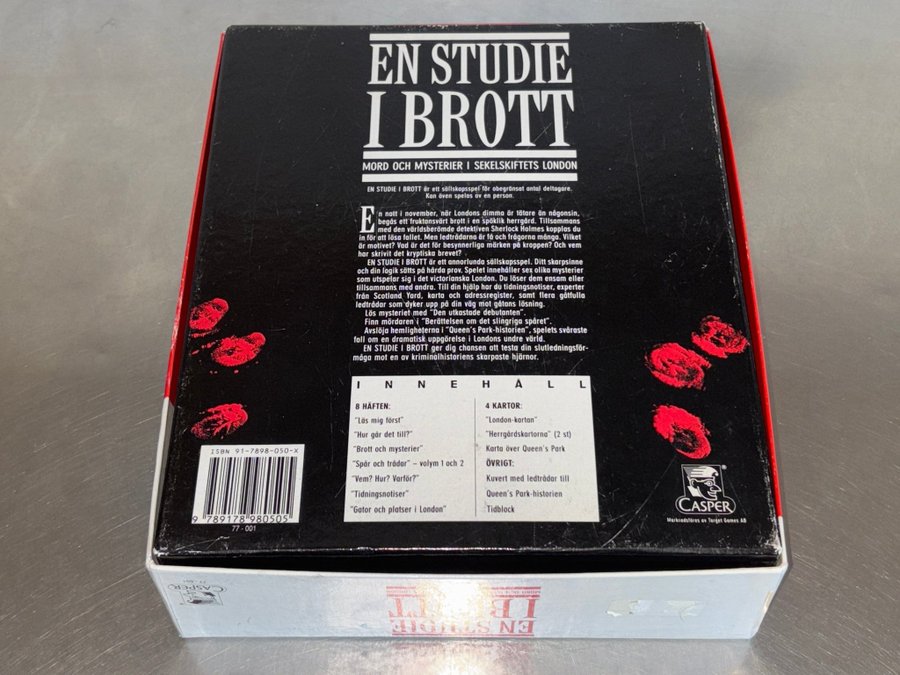 EN STUDIE
I BROTT
MORD OCH MYSTERIER I SEKELSKIFTETS LONDON
EN STUDIE I BROTT är ett sällskapsspel för obegränsat antal deltagare.
Kan även spelas av en person.
En natt i november, när Londons dimma är tätare än någonsin,
begås ett fruktansvärt brott i en spöklik herrgård. Tillsammans
med den världsberömde detektiven Sherlock Holmes kopplas du
in för att lösa fallet. Men ledtrådarna är få och frågorna många. Vilket
är motivet? Vad är det för besynnerliga märken på kroppen? Och vem
har skrivit det kryptiska brevet?
EN STUDIE I BROTT är ett annorlunda sällskapsspel. Ditt skarpsinne
och din logik sätts på hårda prov. Spelet innehåller sex olika mysterier
som utspelar sig i det victorianska London. Du löser dem ensam eller
tillsammans med andra. Till din hjälp har du tidningsnotiser, experter
från Scotland Yard, karta och adressregister, samt flera gåtfulla
ledtrådar som dyker upp på din väg mot gåtans lösning.
Lös mysteriet med "Den utkastade debutanten".
Finn mördaren i "Berättelsen om det slingriga spåret".
Avslöja hemligheterna i "Queen's Park-historien", spelets svåraste
fall om en dramatisk uppgörelse i Londons undre värld.
EN STUDIE I BROTT ger dig chansen att testa din slutledningsför-
måga mot en av kriminalhistoriens skarpaste hjärnor.
INNEHÅLL
8 HÄFTEN:
"Läs mig först"
"Hur går det till?"
"Brott och mysterier"
"Spår och trådar" – volym 1 och 2
"Vem? Hur? Varför?"
"Tidningsnotiser"
"Gator och platser i London"
4 KARTOR:
"London-kartan"
"Herrgårdskartorna" (2 st)
Karta över Queen's Park
ÖVRIGT:
Kuvert med ledtrådar till
Queen's Park-historien
Tidblock
ISBN 91-7898-050-X
9 789178 980505
77 - 001
CASPER
Marknadsföres av Target Games AB
77 - 001
CASPER
EN STUDIE
I BROTT
MORD OCH MYSTERIER I SEKELSKIFTETS LONDON